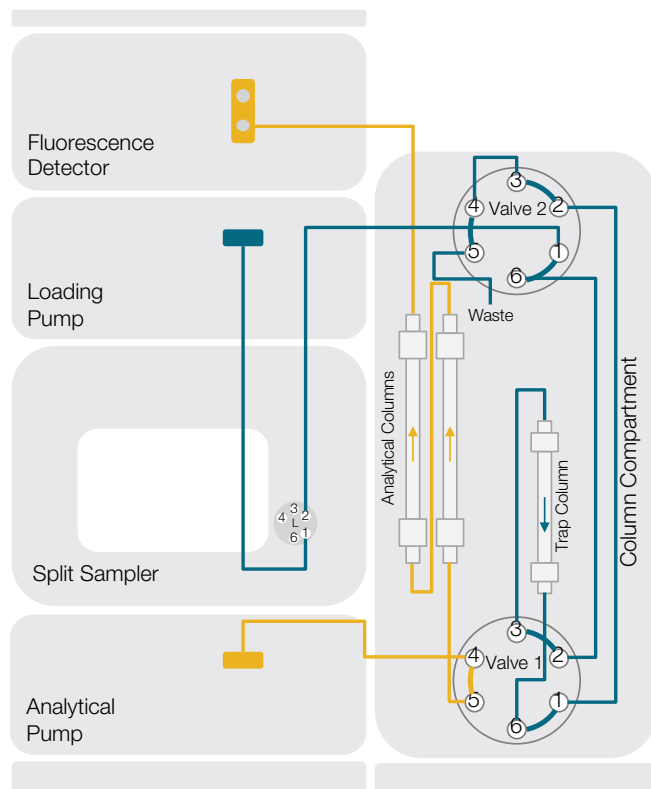 Fluorescence
Detector
Loading
Pump
3
4
2
L
6
1
Split Sampler
Analytical
Pump
3
4
Valve 2
2
5
1
6
Waste
Analytical Columns
Trap Column
Column Compartment
3
4
Valve 1
2
5
1
6